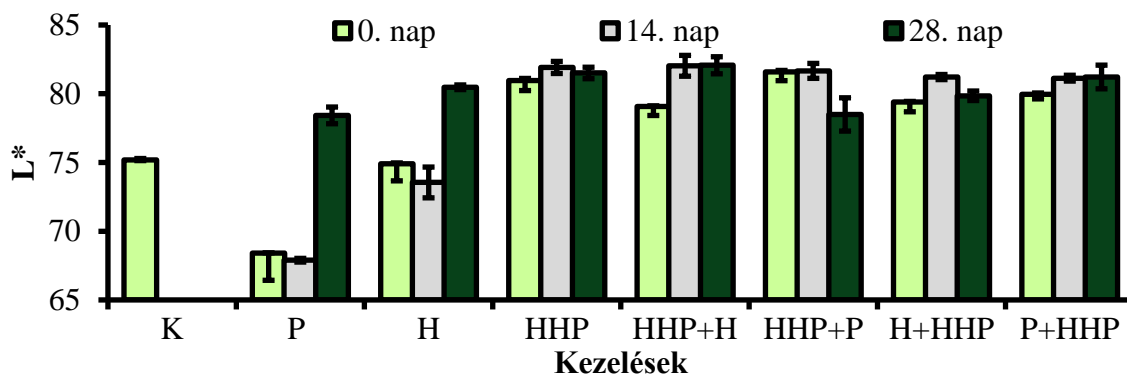 85
0. nap 14. nap 28. nap
80
75
70
65
L*
K P H HHP HHP+H HHP+P H+HHP P+HHP
Kezelések